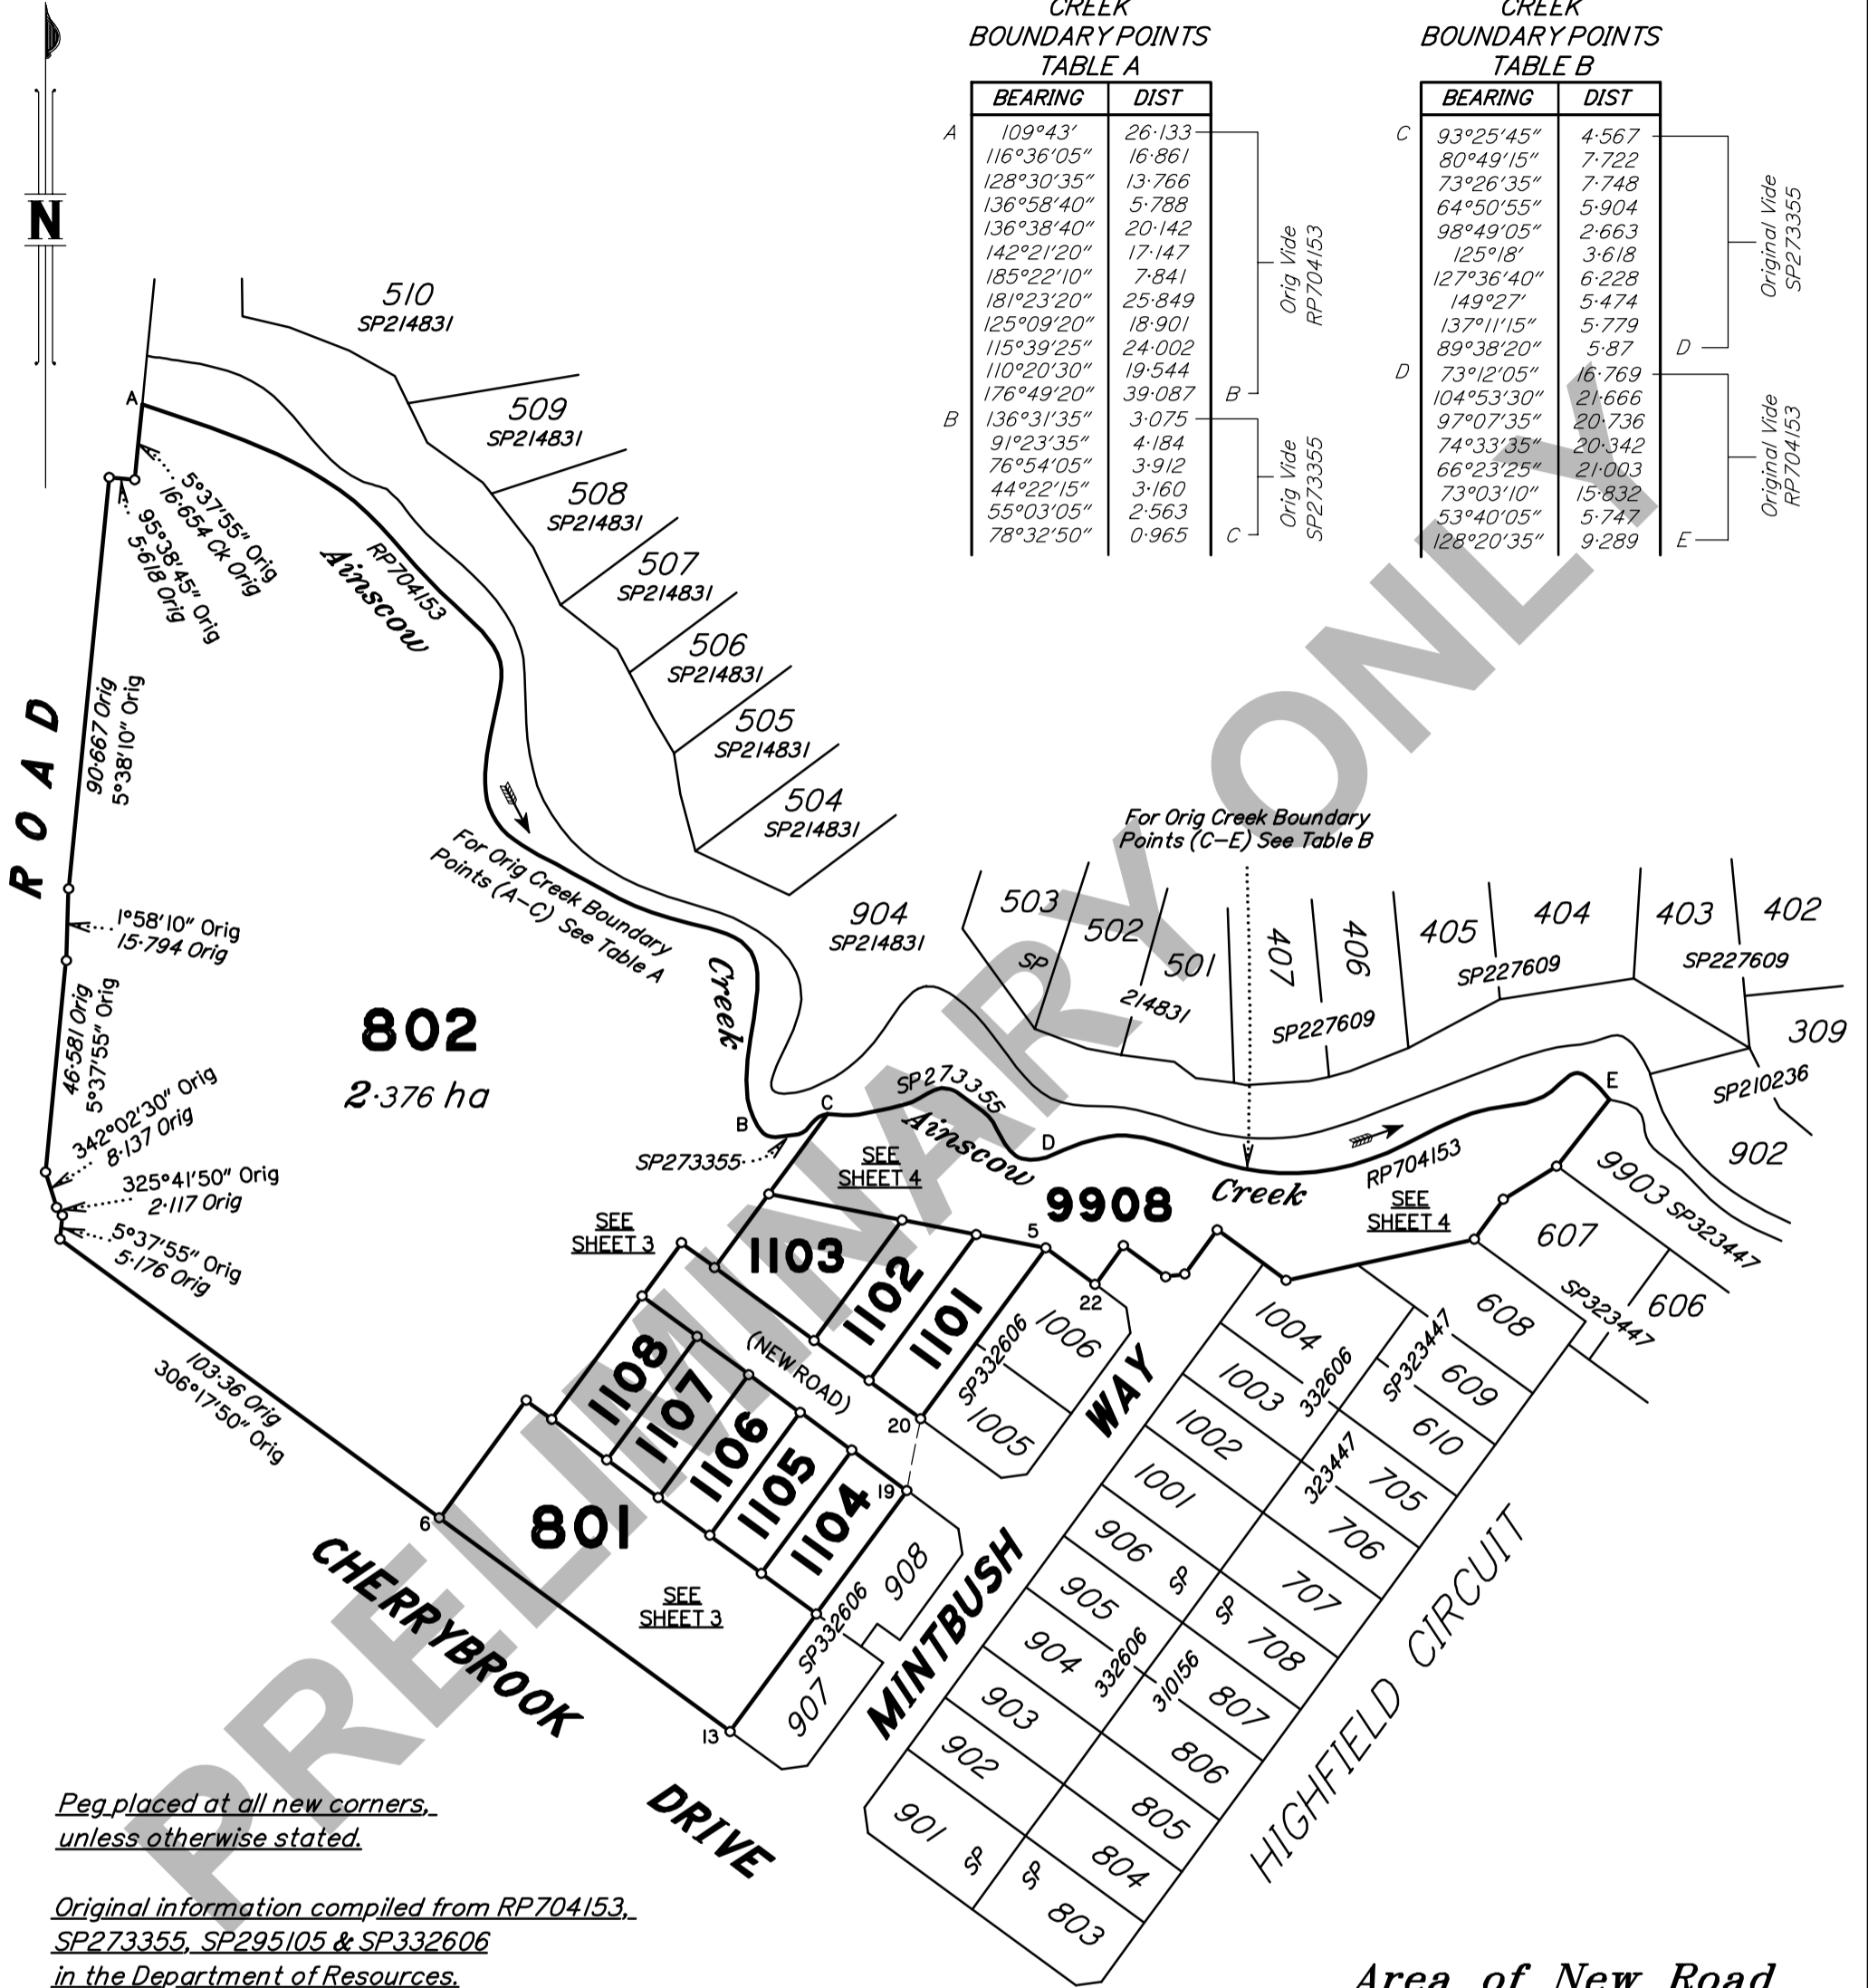 CREEK
BOUNDARY POINTS
TABLE A
BEARING DIST
A 109°43' 26·133
116°36'05" 16·861
128°30'35" 13·766
136°58'40" 5·788
136°38'40" 20·142
142°21'20" 17·147
185°22'10" 7·841
181°23'20" 25·849
125°09'20" 18·901
115°39'25" 24·002
110°20'30" 19·544
176°49'20" 39·087 B
B 136°31'35" 3·075
91°23'35" 4·184
76°54'05" 3·912
44°22'15" 3·160
55°03'05" 2·563
78°32'50" 0·965 C
Orig Vide
RP704153
Orig Vide
SP273355
CREEK
BOUNDARY POINTS
TABLE B
BEARING DIST
C 93°25'45" 4·567
80°49'15" 7·722
73°26'35" 7·748
64°50'55" 5·904
98°49'05" 2·663
125°18' 3·618
127°36'40" 6·228
149°27' 5·474
137°11'15" 5·779
89°38'20" 5·87 D
D 73°12'05" 16·769
104°53'30" 21·666
97°07'35" 20·736
74°33'35" 20·342
66°23'25" 21·003
73°03'10" 15·832
53°40'05" 5·747
128°20'35" 9·289 E
Original Vide
SP273355
Original Vide
RP704153
N
510
SP214831
509
SP214831
508
SP214831
507
SP214831
506
SP214831
505
SP214831
504
SP214831
A
5°37'55" Orig
16·654 Ck Orig
95°38'45" Orig
5·618 Orig
RP704153
Ainscow
ROAD
90·667 Orig
5°38'10" Orig
1°58'10" Orig
15·794 Orig
46·581 Orig
5°37'55" Orig
342°02'30" Orig
8·137 Orig
325°41'50" Orig
2·117 Orig
5°37'55" Orig
5·176 Orig
For Orig Creek Boundary
Points (A-C) See Table A
Creek
802
2·376 ha
For Orig Creek Boundary
Points (C-E) See Table B
904
SP214831
503
502
501
SP
214831
407
406
SP227609
405
404
SP227609
403
402
SP227609
309
SP210236
902
B
C
SP273355
SP273355
Ainscow
D
E
RP704153
Creek
SEE
SHEET 4
9908
SEE
SHEET 4
9903 SP323447
607
606
SP323447
SEE
SHEET 3
1103
1102
1101
5
22
1006
SP332606
1005
(NEW ROAD)
20
19
1108
1107
1106
1105
1104
103·36 Orig
306°17'50" Orig
6
801
SEE
SHEET 3
908
SP332606
907
13
CHERRYBROOK
DRIVE
MINTBUSH
WAY
1004
1003
1002
1001
906
905
904
903
902
901
332606
SP
332606
SP
608
609
610
705
706
707
708
807
806
805
804
803
SP323447
323447
SP
310156
SP
HIGHFIELD CIRCUIT
PRELIMINARY ONLY
Peg placed at all new corners,
unless otherwise stated.
Original information compiled from RP704153,
SP273355, SP295105 & SP332606
in the Department of Resources.
Area of New Road